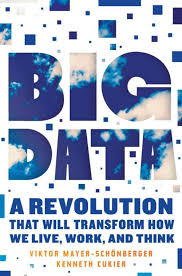 BIG
DATA
A REVOLUTION
THAT WILL TRANSFORM HOW
WE LIVE, WORK, AND THINK
VIKTOR MAYER-SCHÖNBERGER
KENNETH CUKIER